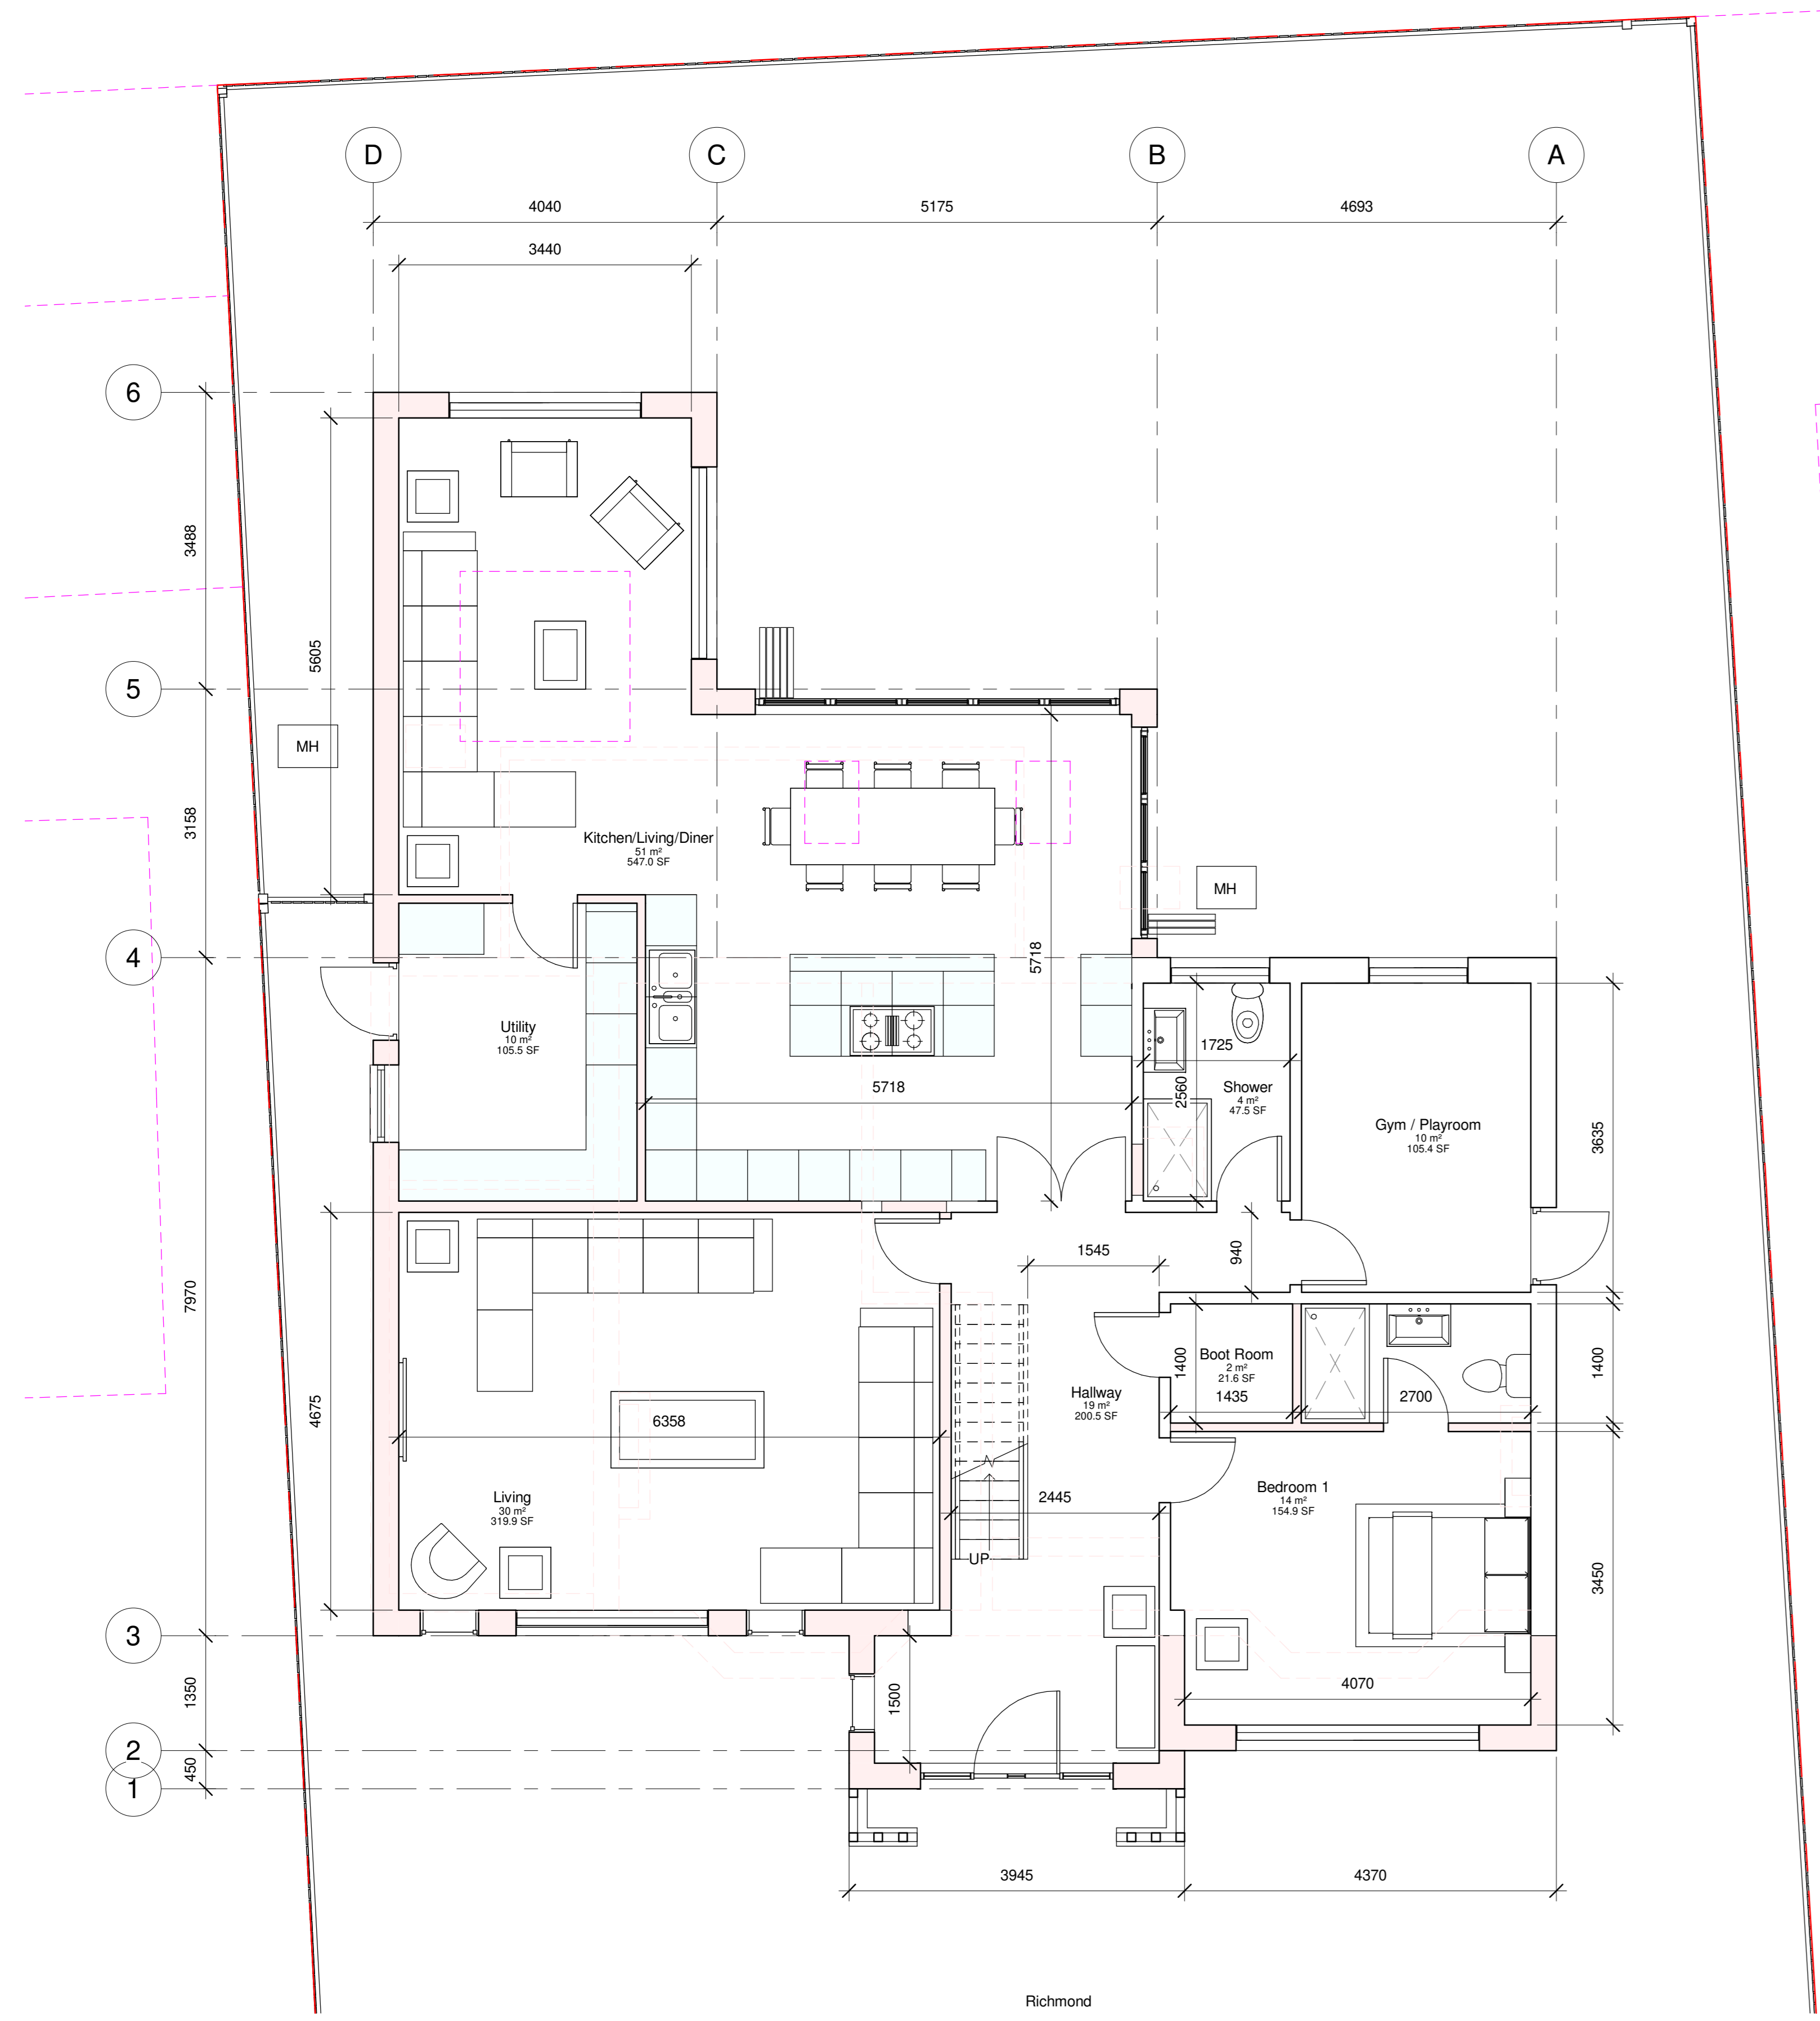 D
C
B
A
4040
5175
4693
3440
6
3488
5605
5
MH
3158
Kitchen/Living/Diner
51 m²
547.0 SF
MH
4
5718
Utility
10 m²
105.5 SF
1725
5718
2560
Shower
4 m²
47.5 SF
Gym / Playroom
10 m²
105.4 SF
3635
1545
940
7970
4675
6358
Hallway
19 m²
200.5 SF
1400
Boot Room
2 m²
21.6 SF
1435
2700
1400
Living
30 m²
319.9 SF
2445
Bedroom 1
14 m²
154.9 SF
UP
3450
3
1350
1500
4070
2
450
1
3945
4370
Richmond